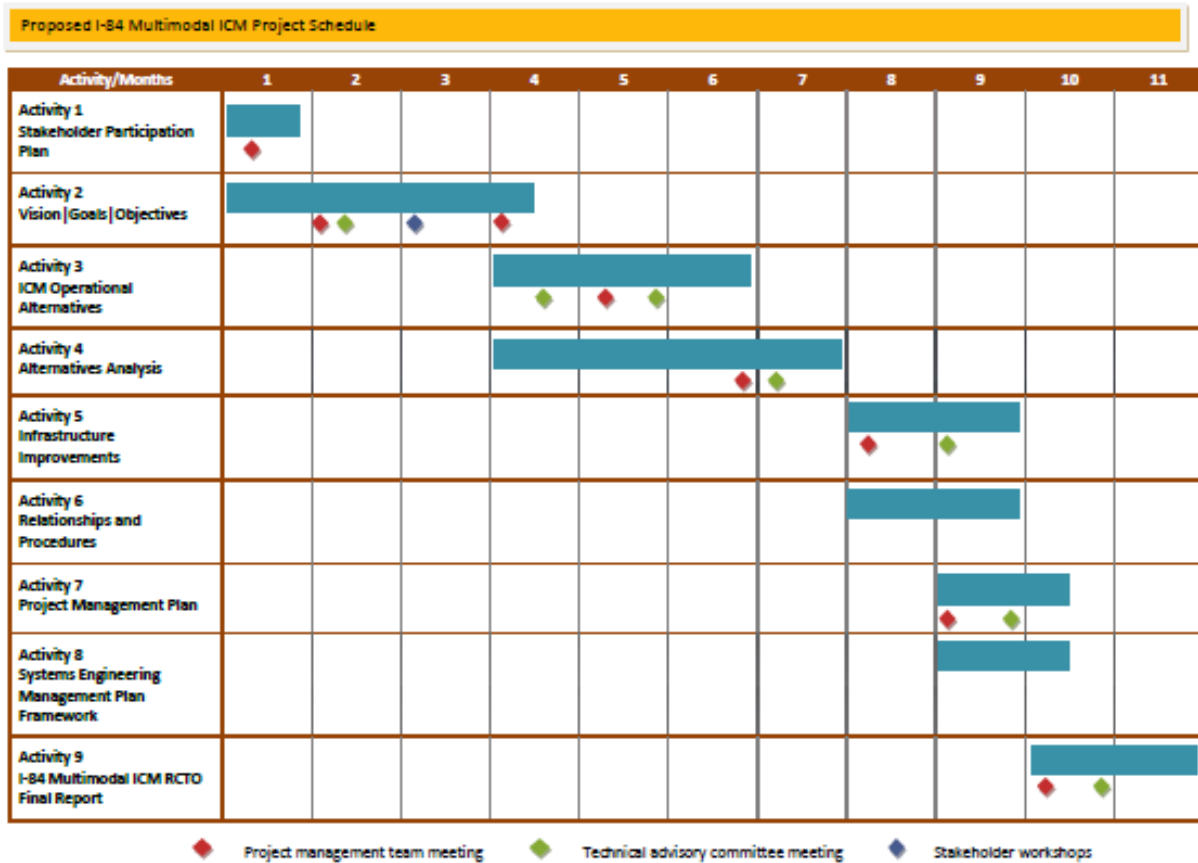 Proposed I-84 Multimodal ICM Project Schedule
Activity/Months 1 2 3 4 5 6 7 8 9 10 11
Activity 1
Stakeholder Participation
Plan
Activity 2
Vision|Goals|Objectives
Activity 3
ICM Operational
Alternatives
Activity 4
Alternatives Analysis
Activity 5
Infrastructure
Improvements
Activity 6
Relationships and
Procedures
Activity 7
Project Management Plan
Activity 8
Systems Engineering
Management Plan
Framework
Activity 9
I-84 Multimodal ICM RCTO
Final Report
Project management team meeting Technical advisory committee meeting Stakeholder workshops